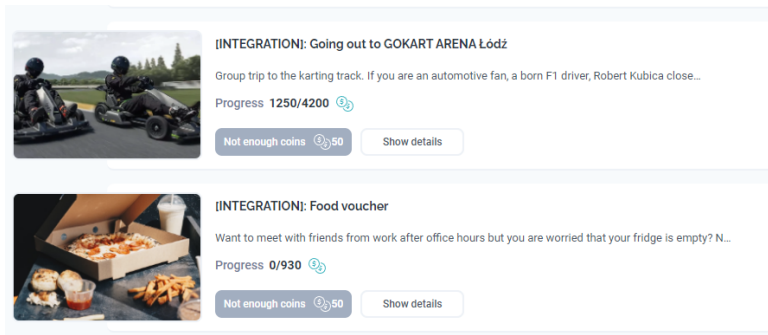 [INTEGRATION]: Going out to GOKART ARENA Łódź
Group trip to the karting track. If you are an automotive fan, a born F1 driver, Robert Kubica close...
Progress 1250/4200
Not enough coins 50
Show details
[INTEGRATION]: Food voucher
Want to meet with friends from work after office hours but you are worried that your fridge is empty? N...
Progress 0/930
Not enough coins 50
Show details